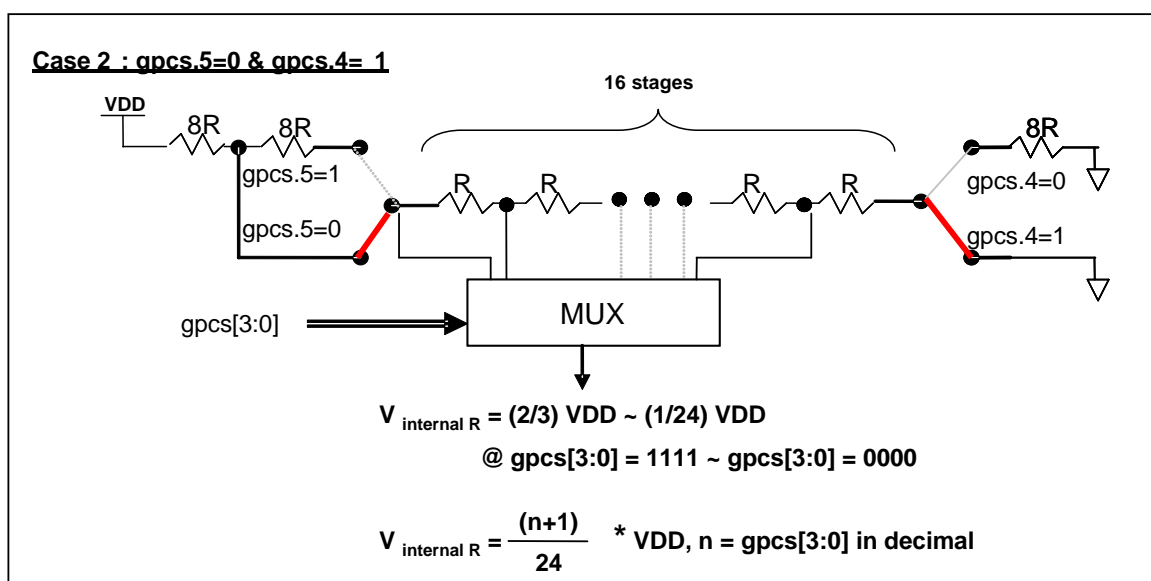 Case 2 : gpcs.5=0 & gpcs.4= 1
16 stages
VDD
8R 8R 8R
gpcs.5=1 R R R R gpcs.4=0
gpcs.5=0 gpcs.4=1
gpcs[3:0] MUX
V internal R = (2/3) VDD ~ (1/24) VDD
@ gpcs[3:0] = 1111 ~ gpcs[3:0] = 0000
(n+1)
V internal R = * VDD, n = gpcs[3:0] in decimal
24